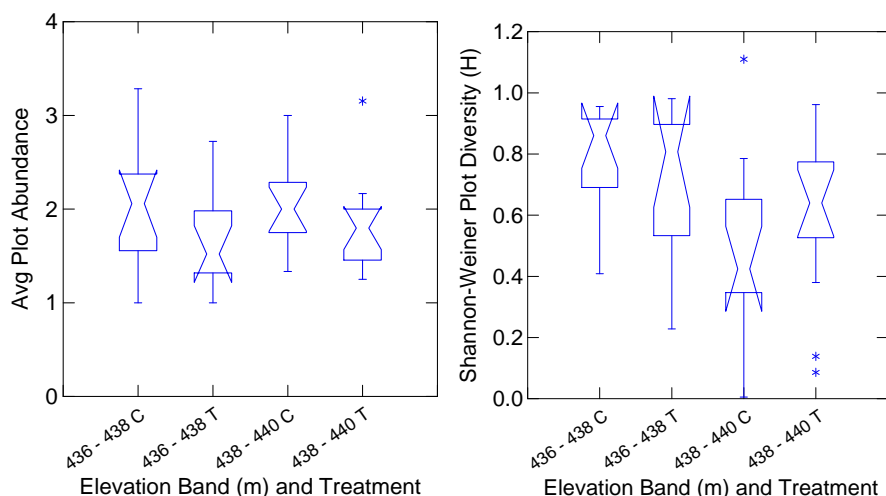 Avg Plot Abundance
4
3
2
1
0
436 - 438 C
436 - 438 T
438 - 440 C
438 - 440 T
Elevation Band (m) and Treatment
Shannon-Weiner Plot Diversity (H)
1.2
1.0
0.8
0.6
0.4
0.2
0.0
436 - 438 C
436 - 438 T
438 - 440 C
438 - 440 T
Elevation Band (m) and Treatment